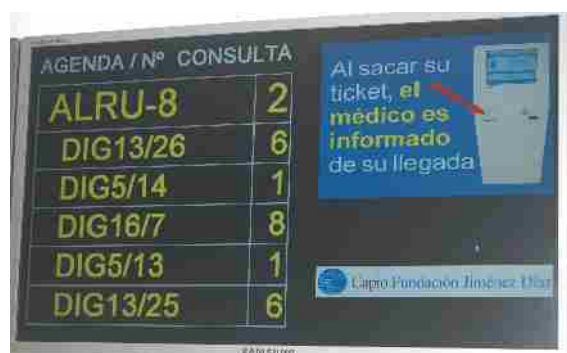 AGENDA / Nº CONSULTA
ALRU-8 2
DIG13/26 6
DIG5/14 1
DIG16/7 8
DIG5/13 1
DIG13/25 6
Al sacar su
ticket, el
médico es
informado
de su llegada
Capio Fundación Jiménez Díaz
SAMSUNG